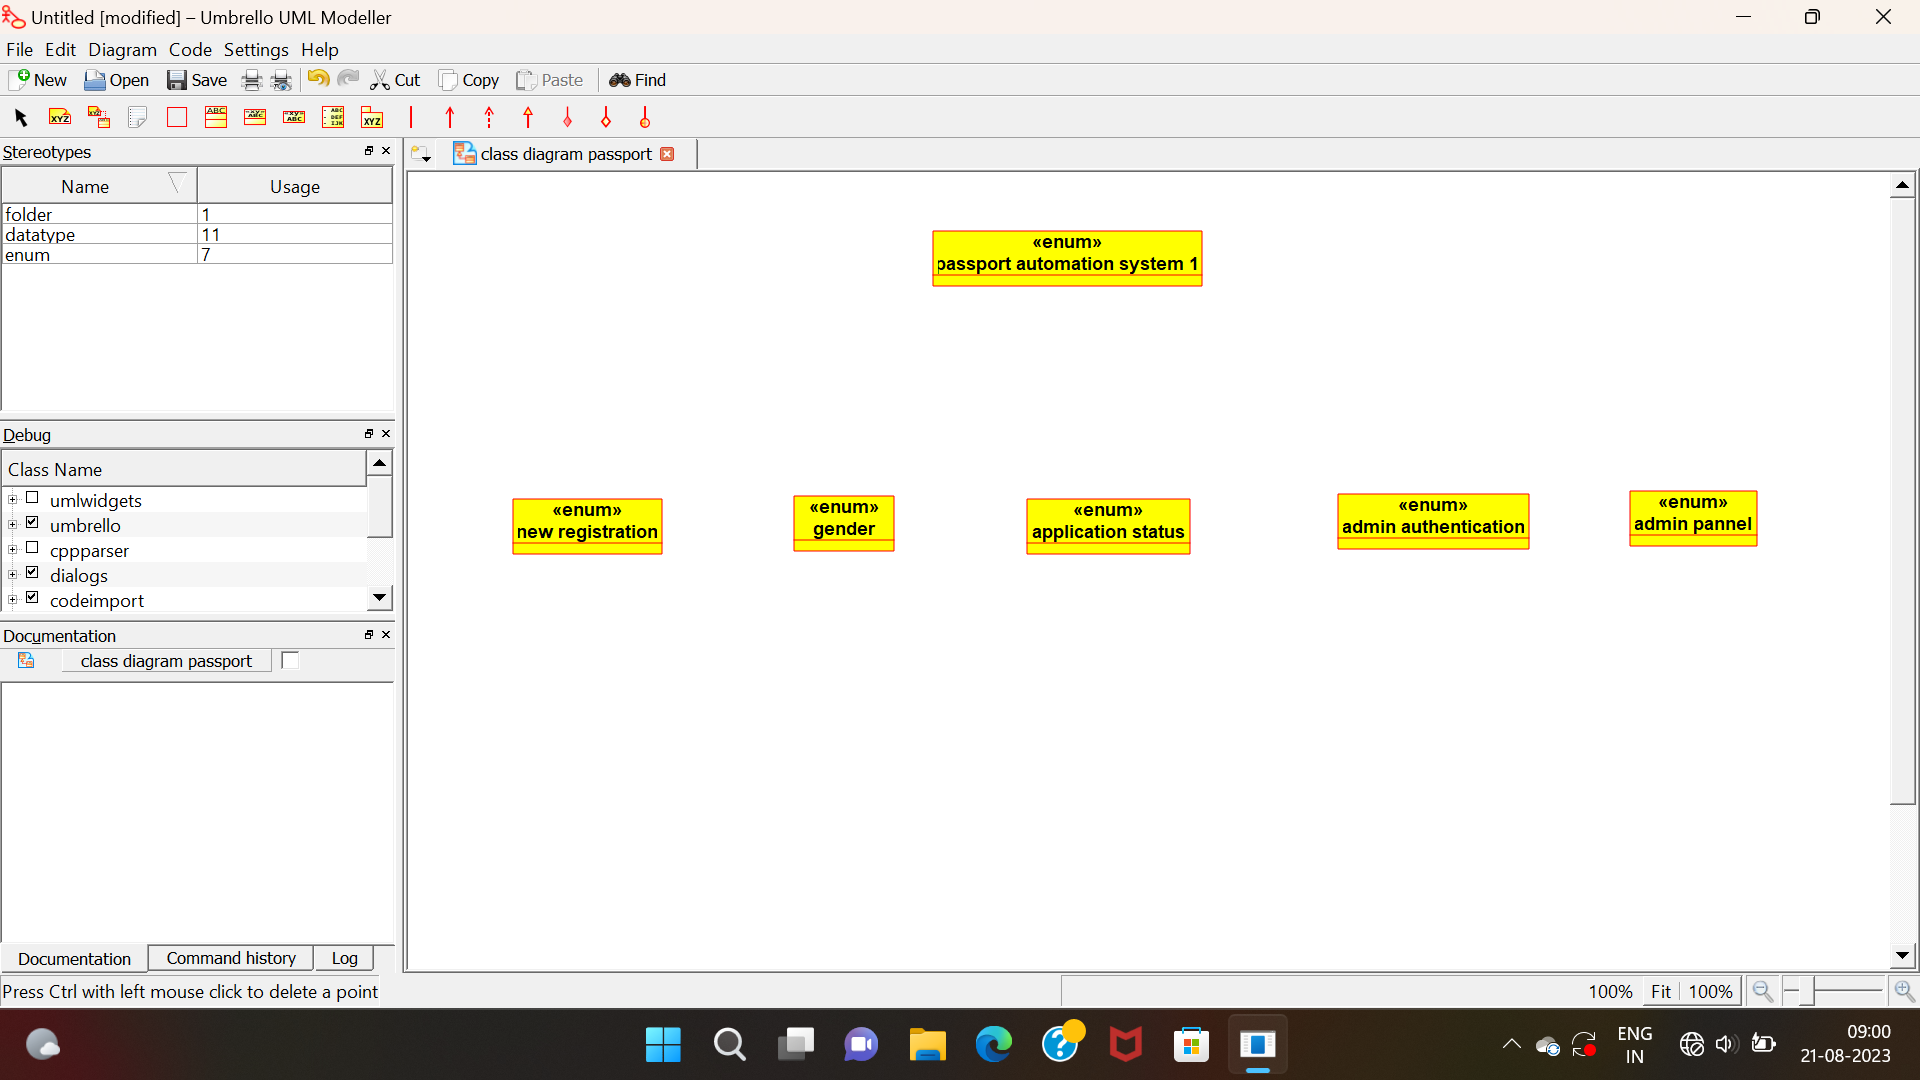 Untitled [modified] – Umbrello UML Modeller
File Edit Diagram Code Settings Help
New Open Save Cut Copy Paste Find
Stereotypes
Name Usage
folder 1
datatype 11
enum 7
Debug
Class Name
umlwidgets
umbrello
cppparser
dialogs
codeimport
Documentation
class diagram passport
Documentation Command history Log
Press Ctrl with left mouse click to delete a point
class diagram passport
«enum»
passport automation system 1
«enum»
new registration
«enum»
gender
«enum»
application status
«enum»
admin authentication
«enum»
admin pannel
100% Fit 100%
ENG
IN
09:00
21-08-2023